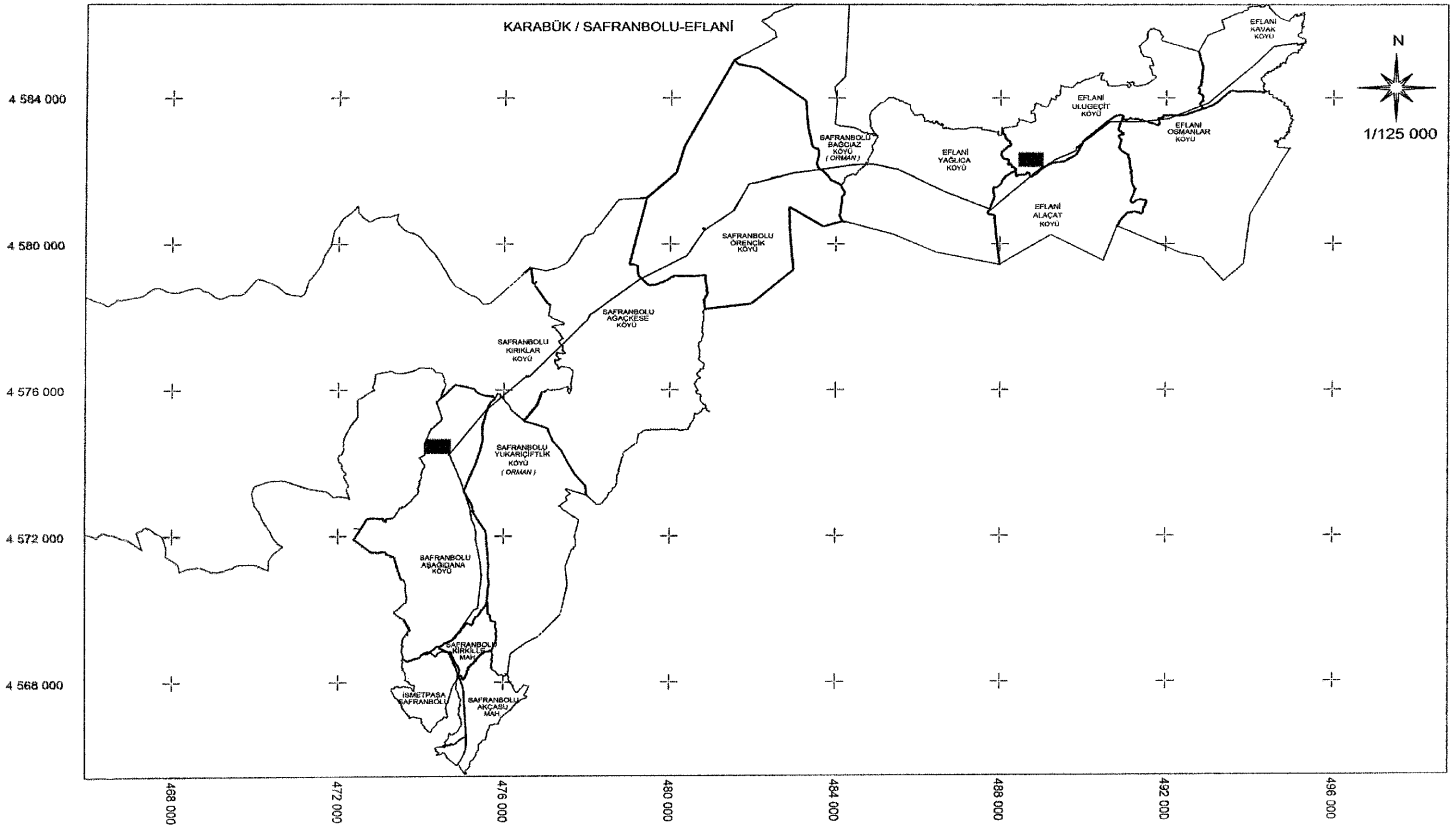 KARABÜK / SAFRANBOLU-EFLANİ
N
1/125 000
4 584 000
4 580 000
4 576 000
4 572 000
4 568 000
EFLANİ
KAVAK
KÖYÜ
EFLANİ
ULUGEÇİT
KÖYÜ
EFLANİ
OSMANLAR
KÖYÜ
SAFRANBOLU
BAĞCIAZ
KÖYÜ
( ORMAN )
EFLANİ
YAĞLICA
KÖYÜ
EFLANİ
ALAÇAT
KÖYÜ
SAFRANBOLU
ÖRENCİK
KÖYÜ
SAFRANBOLU
AĞAÇKESE
KÖYÜ
SAFRANBOLU
KIRIKLAR
KÖYÜ
SAFRANBOLU
YUKARIÇİFTLİK
KÖYÜ
( ORMAN )
SAFRANBOLU
AŞAĞIDANA
KÖYÜ
SAFRANBOLU
KIRKİLLE
MAH
İSMETPAŞA
SAFRANBOLU
SAFRANBOLU
AKÇASU
MAH
468 000
472 000
476 000
480 000
484 000
488 000
492 000
496 000